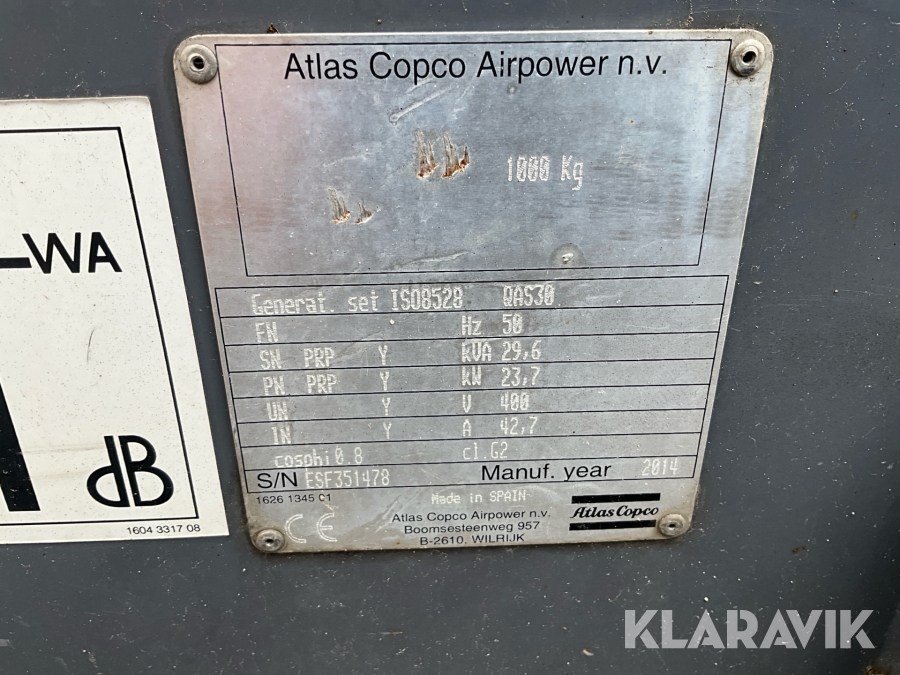 Atlas Copco Airpower n.v.
1000 Kg
Generat. set ISO8528 QAS30
FN Hz 50
SN PRP Y KVA 29,6
PN PRP Y KW 23,7
UN Y V 400
IN Y A 42,7
cosphi 0.8 cl.G2
S/N ESF351478 Manuf. year 2014
1626 1345 01
Made in SPAIN
CE
Atlas Copco Airpower n.v.
Boomsesteenweg 957
B-2610, WILRIJK
Atlas Copco
WA
dB
1604 3317 08
KLARAVIK